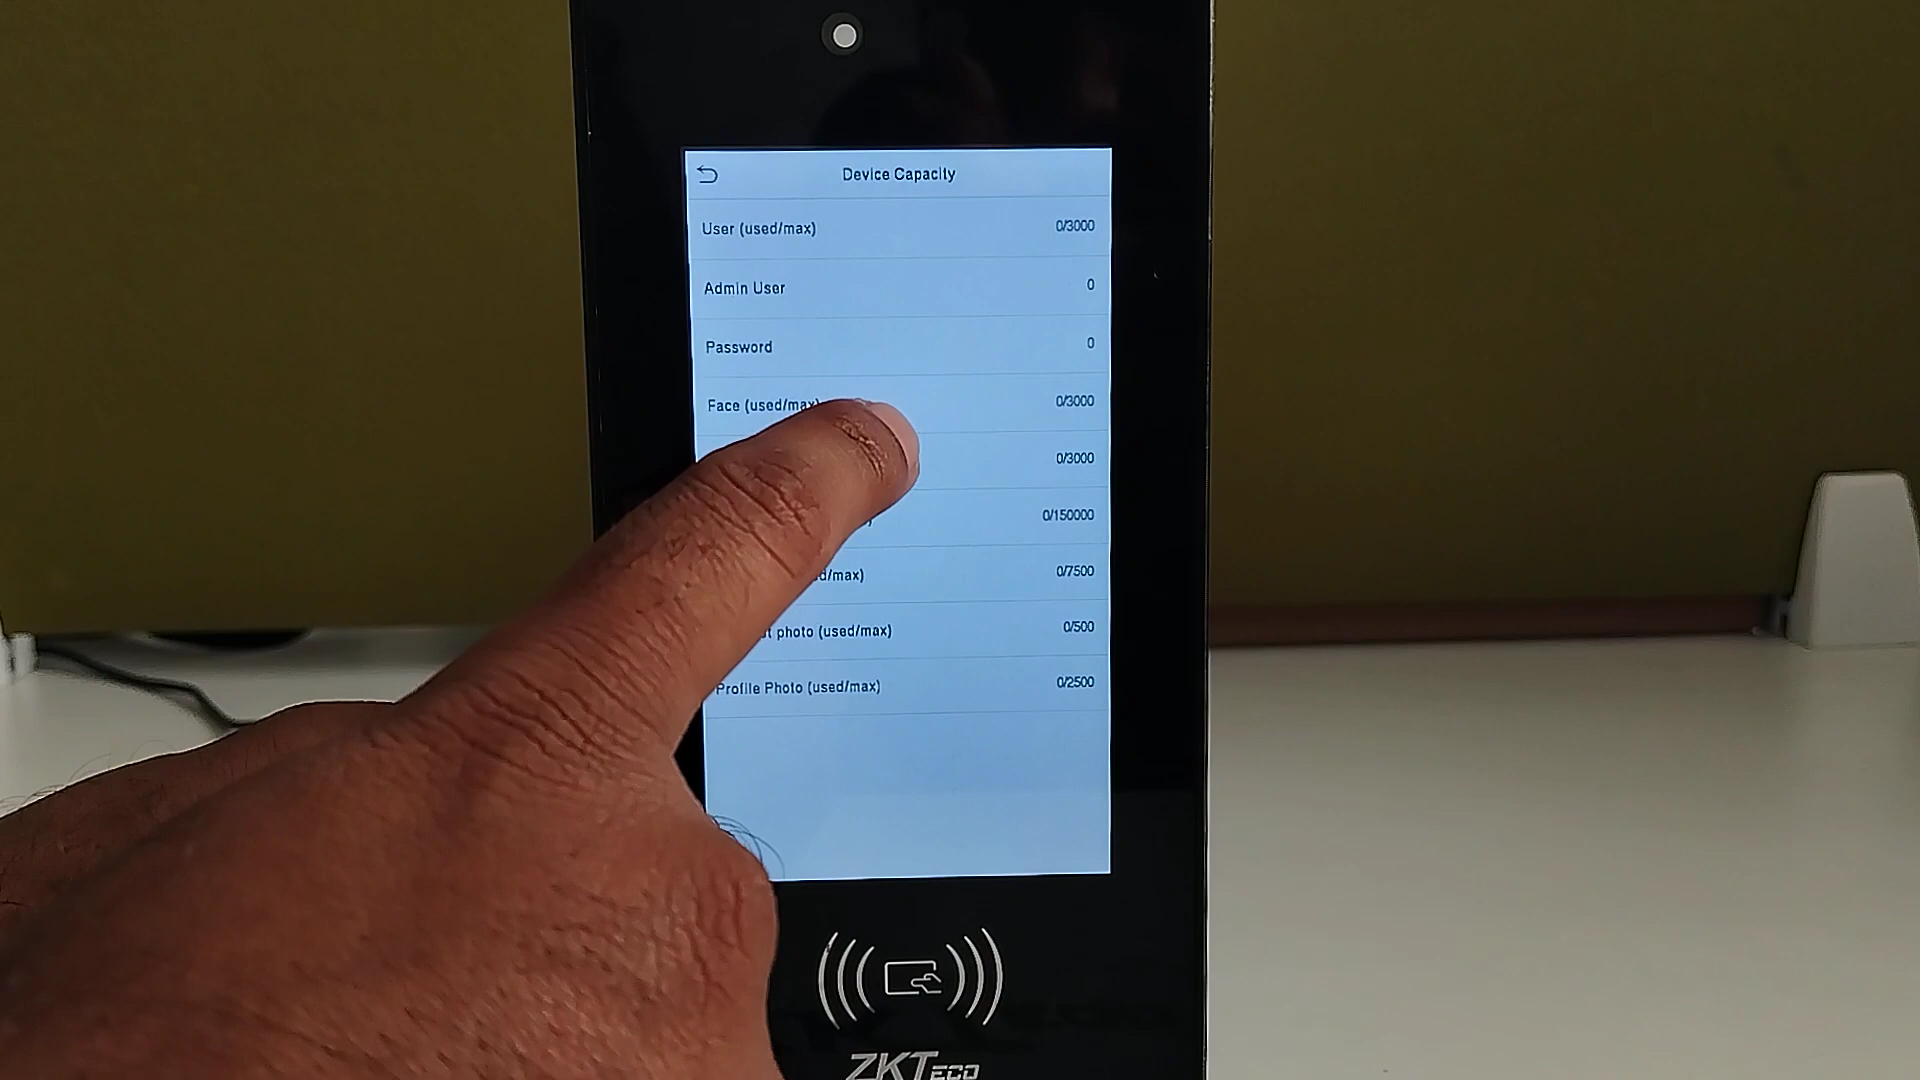 Device Capacity
User (used/max) 0/3000
Admin User 0
Password 0
Face (used/max) 0/3000
0/3000
0/150000
0/7500
photo (used/max) 0/500
Profile Photo (used/max) 0/2500
ZKTECO